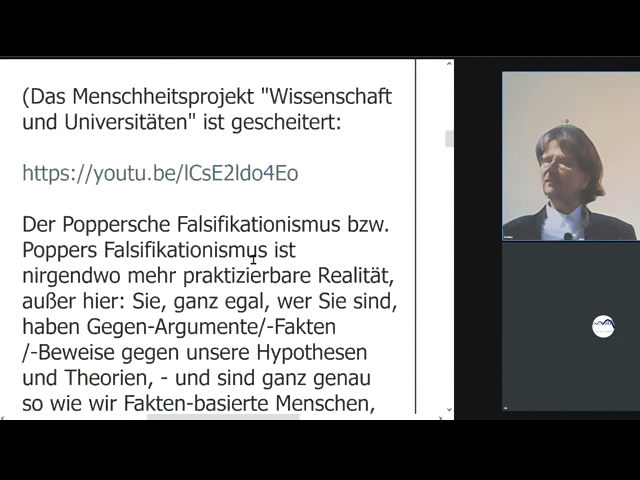 (Das Menschheitsprojekt "Wissenschaft
und Universitäten" ist gescheitert:
https://youtu.be/lCsE2ldo4Eo
Der Poppersche Falsifikationismus bzw.
Poppers Falsifikationismus ist
nirgendwo mehr praktizierbare Realität,
außer hier: Sie, ganz egal, wer Sie sind,
haben Gegen-Argumente/-Fakten
/-Beweise gegen unsere Hypothesen
und Theorien, - und sind ganz genau
so wie wir Fakten-basierte Menschen,